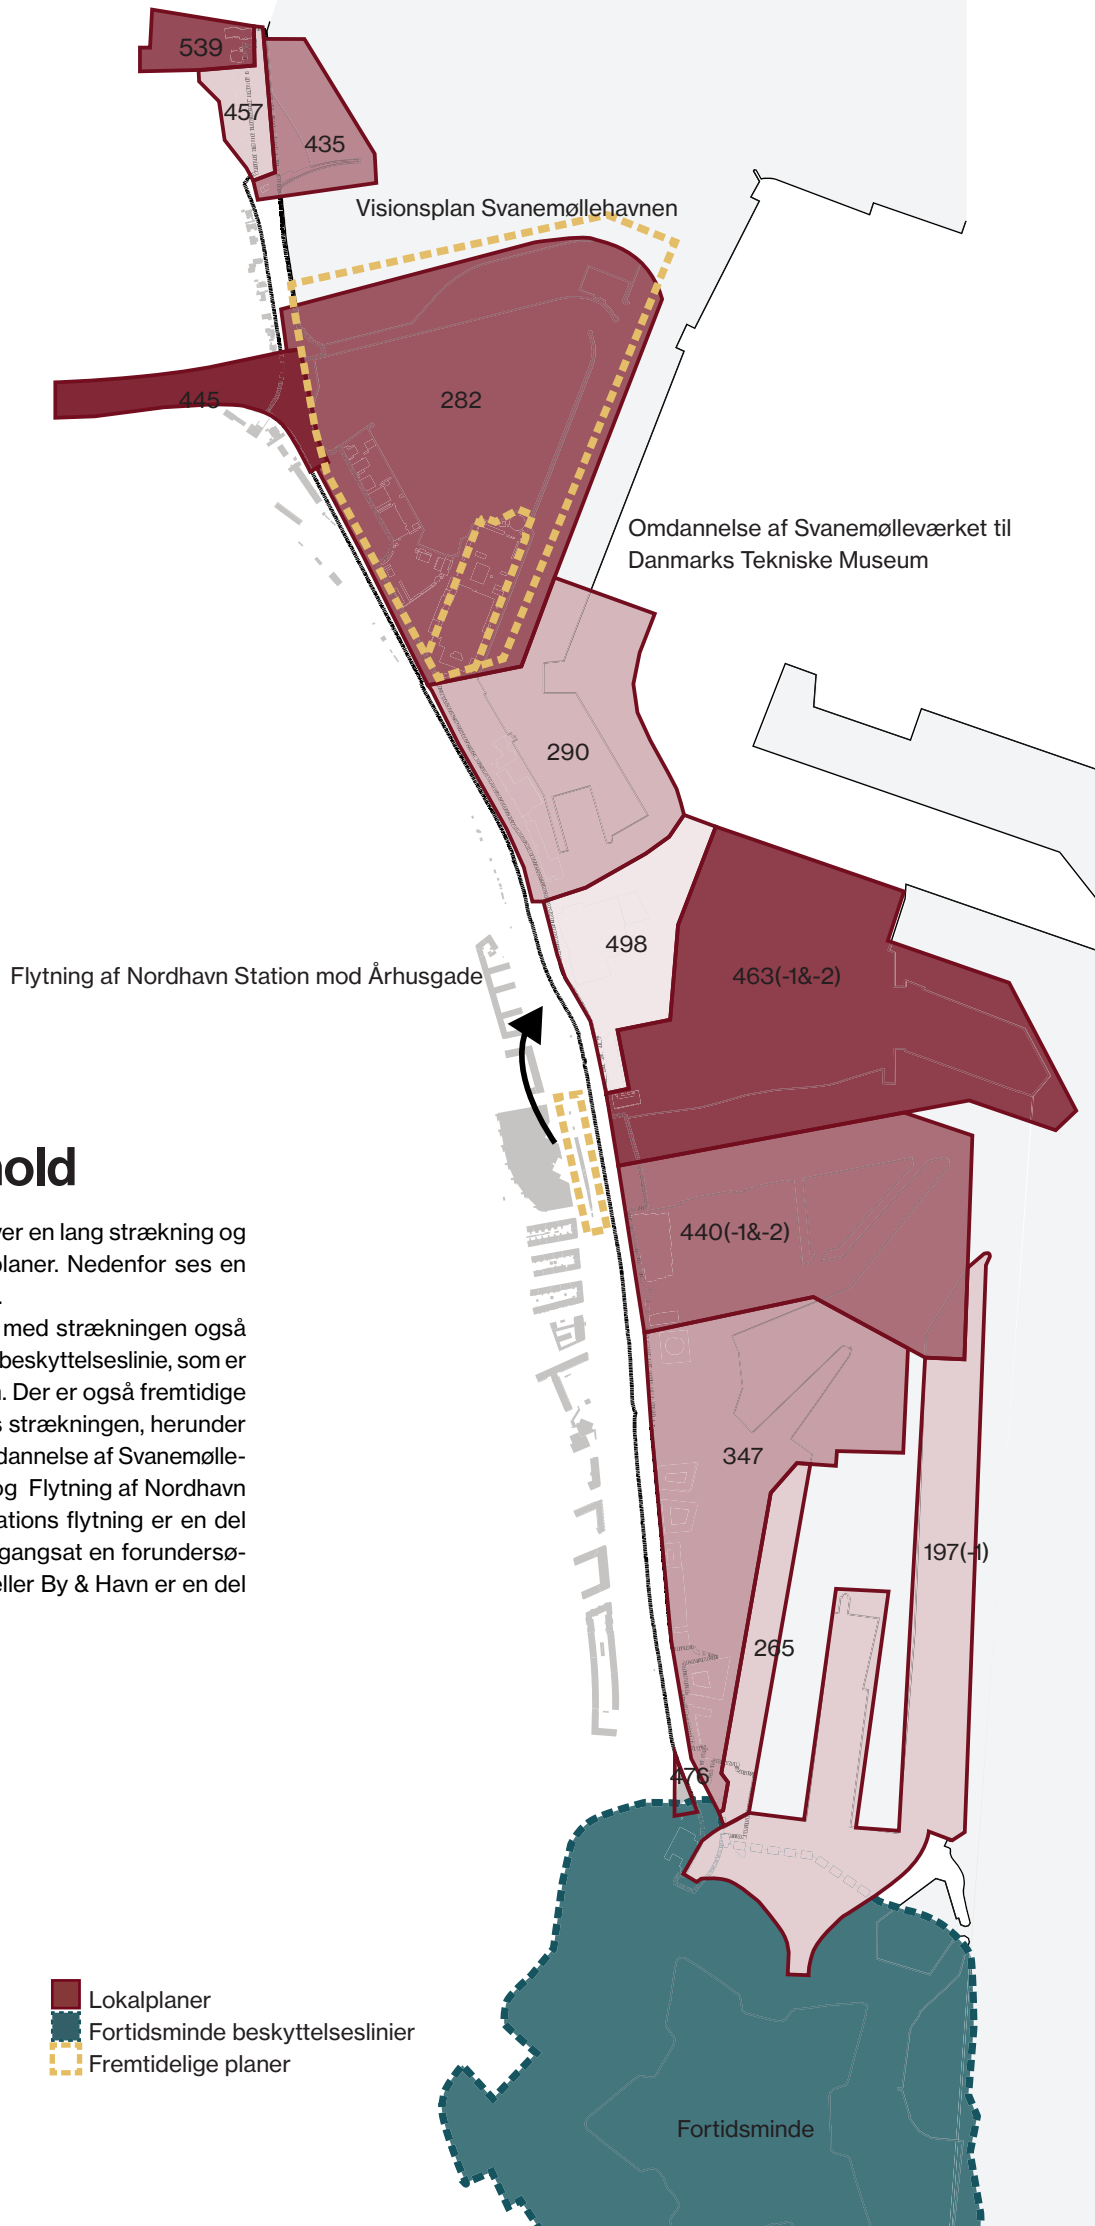 539
457
435
Visionsplan Svanemøllehavnen
445
282
Omdannelse af Svanemølleværket til
Danmarks Tekniske Museum
290
498
Flytning af Nordhavn Station mod Århusgade
463(-1&-2)
440(-1&-2)
347
197(-1)
265
476
old
er en lang strækning og
laner. Nedenfor ses en
.
med strækningen også
beskyttelseslinie, som er
. Der er også fremtidige
s strækningen, herunder
dannelse af Svanemølle-
og Flytning af Nordhavn
ations flytning er en del
gangsat en forundersø-
eller By & Havn er en del
Lokalplaner
Fortidsminde beskyttelseslinier
Fremtidelige planer
Fortidsminde